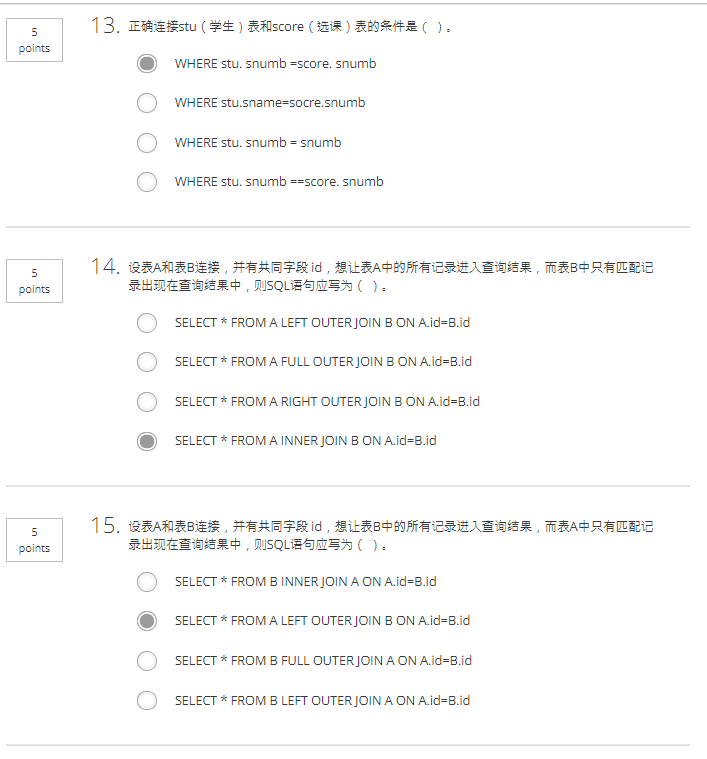 5
points
13. 正确连接stu（学生）表和score（选课）表的条件是（ ）。
WHERE stu. snumb =score. snumb
WHERE stu.sname=socre.snumb
WHERE stu. snumb = snumb
WHERE stu. snumb ==score. snumb
5
points
14. 设表A和表B连接，并有共同字段 id，想让表A中的所有记录进入查询结果，而表B中只有匹配记
录出现在查询结果中，则SQL语句应写为（ ）。
SELECT * FROM A LEFT OUTER JOIN B ON A.id=B.id
SELECT * FROM A FULL OUTER JOIN B ON A.id=B.id
SELECT * FROM A RIGHT OUTER JOIN B ON A.id=B.id
SELECT * FROM A INNER JOIN B ON A.id=B.id
5
points
15. 设表A和表B连接，并有共同字段 id，想让表B中的所有记录进入查询结果，而表A中只有匹配记
录出现在查询结果中，则SQL语句应写为（ ）。
SELECT * FROM B INNER JOIN A ON A.id=B.id
SELECT * FROM A LEFT OUTER JOIN B ON A.id=B.id
SELECT * FROM B FULL OUTER JOIN A ON A.id=B.id
SELECT * FROM B LEFT OUTER JOIN A ON A.id=B.id